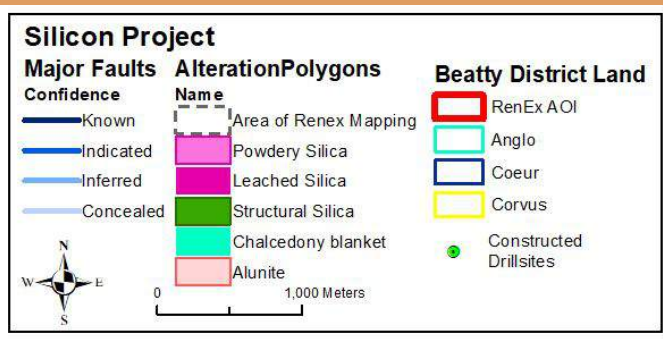 Silicon Project
Major Faults
Confidence
Known
Indicated
Inferred
Concealed
N
W E
S
AlterationPolygons
Name
Area of Renex Mapping
Powdery Silica
Leached Silica
Structural Silica
Chalcedony blanket
Alunite
0 1,000 Meters
Beatty District Land
RenEx AOI
Anglo
Coeur
Corvus
Constructed
Drillsites